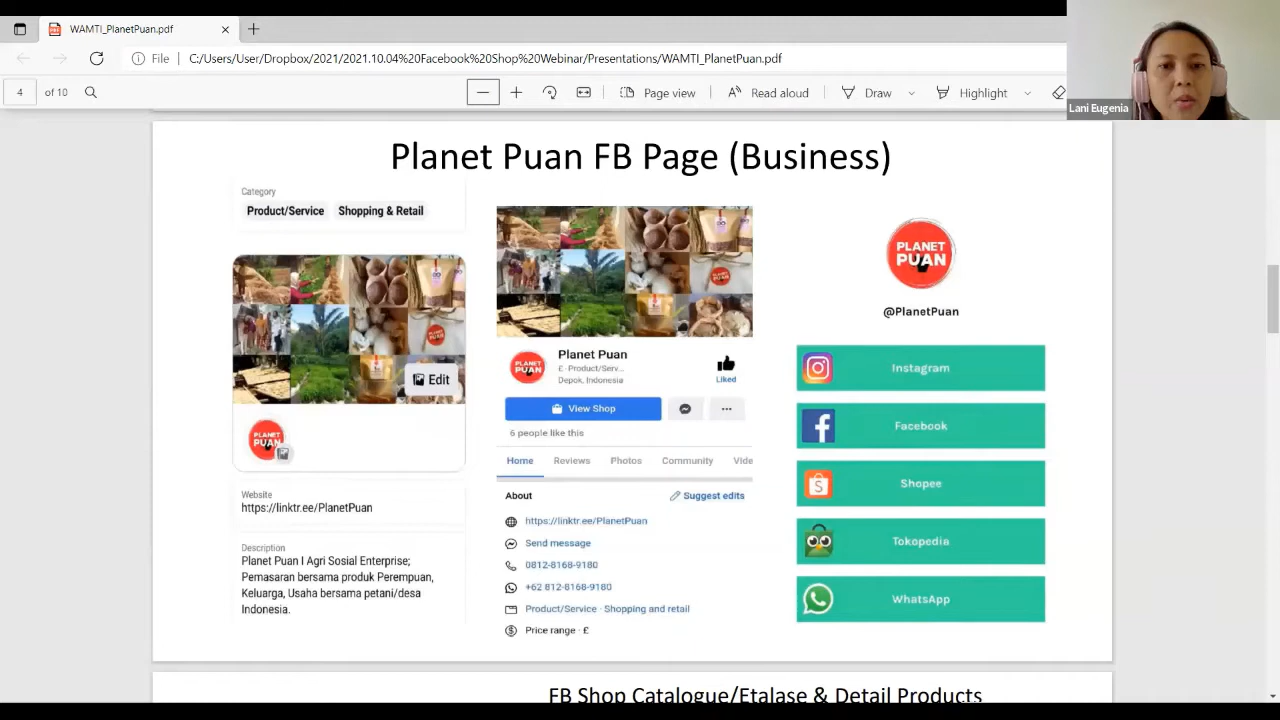 WAMTI_PlanetPuan.pdf
File
C:/Users/User/Dropbox/2021/2021.10.04%20Facebook%20Shop%20Webinar/Presentations/WAMTI_PlanetPuan.pdf
4 of 10
Page view
Read aloud
Draw
Highlight
Lani Eugenia
Planet Puan FB Page (Business)
Category
Product/Service Shopping & Retail
Edit
PLANET
PUAN
Website
https://linktr.ee/PlanetPuan
Description
Planet Puan I Agri Sosial Enterprise;
Pemasaran bersama produk Perempuan,
Keluarga, Usaha bersama petani/desa
Indonesia.
PLANET
PUAN
Planet Puan
£ · Product/Serv...
Depok, Indonesia
Liked
View Shop
6 people like this
Home Reviews Photos Community Vide
About
Suggest edits
https://linktr.ee/PlanetPuan
Send message
0812-8168-9180
+62 812-8168-9180
Product/Service · Shopping and retail
Price range · £
PLANET
PUAN
@PlanetPuan
Instagram
Facebook
Shopee
Tokopedia
WhatsApp
FB Shop Catalogue/Etalase & Detail Products